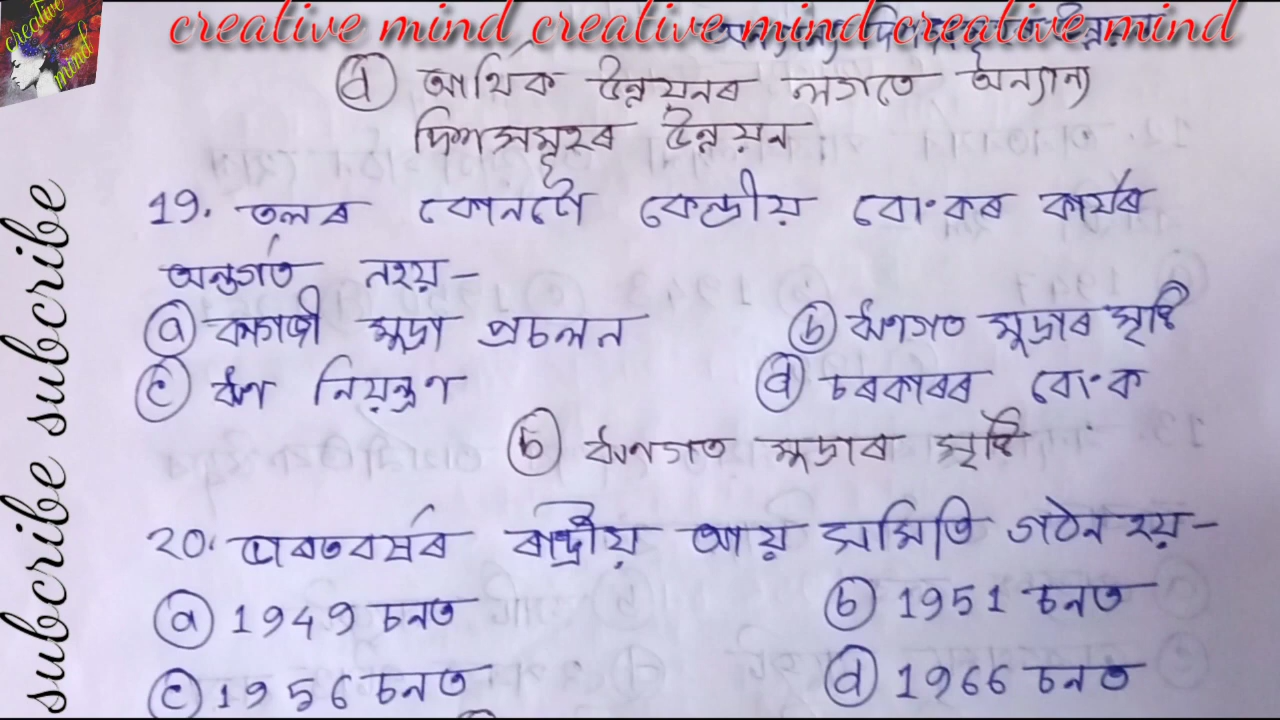 creative mind creative mind creative mind
creative mind
ⓓ আৰ্থিক উন্নয়নৰ লগতে অন্যান্য
দিশসমূহৰ উন্নয়ন
19. তলৰ কোনটো কেন্দ্ৰীয় বেংকৰ কাৰ্যৰ
অন্তৰ্গত নহয়–
ⓐ কাগজী মুদ্ৰা প্ৰচলন ⓑ ঋণগত মুদ্ৰাৰ সৃষ্টি
ⓒ ঋণ নিয়ন্ত্ৰণ ⓓ চৰকাৰৰ বেংক
ⓑ ঋণগত মুদ্ৰাৰ সৃষ্টি
20. ভাৰতবৰ্ষৰ ৰাষ্ট্ৰীয় আয় সমিতি গঠন হয়–
ⓐ 1949 চনত ⓑ 1951 চনত
ⓒ 1956 চনত ⓓ 1966 চনত
subcribe subcribe